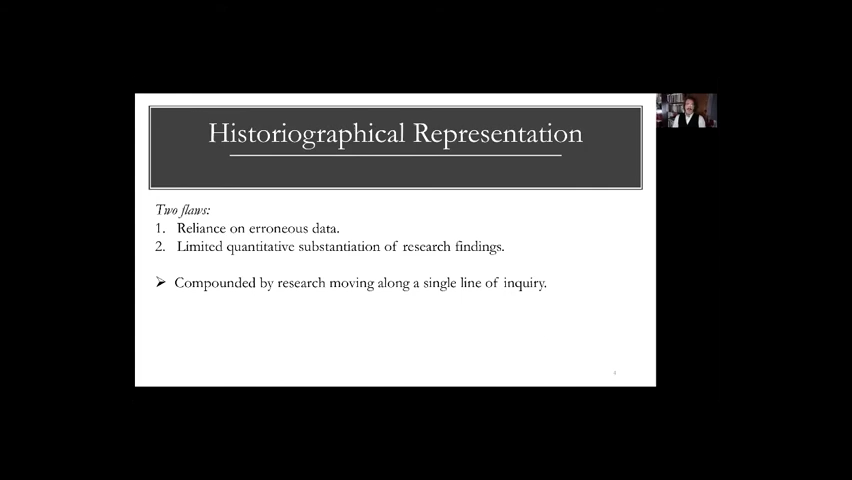 Historiographical Representation
Two flaws:
1. Reliance on erroneous data.
2. Limited quantitative substantiation of research findings.
➢ Compounded by research moving along a single line of inquiry.